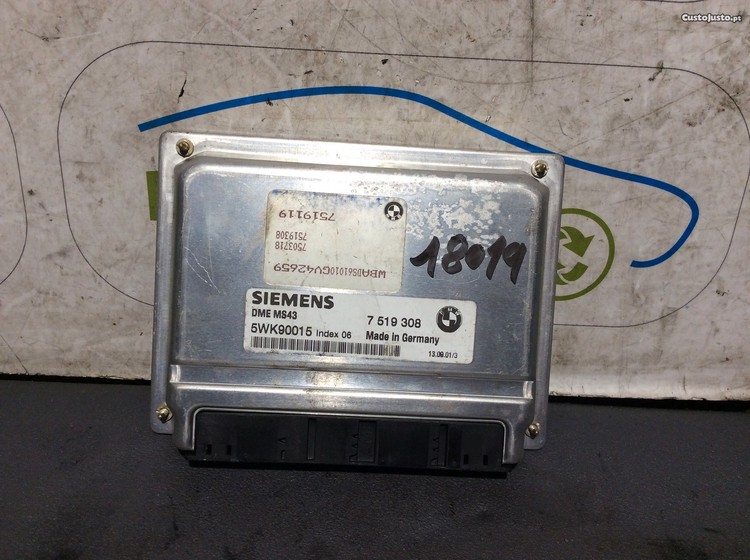 CustoJusto.pt
7519119
7519308
7503718
WBADS61010GV42659
18019
SIEMENS
DME MS43
7 519 308
5WK90015 Index 06
Made in Germany
13.09.01/3